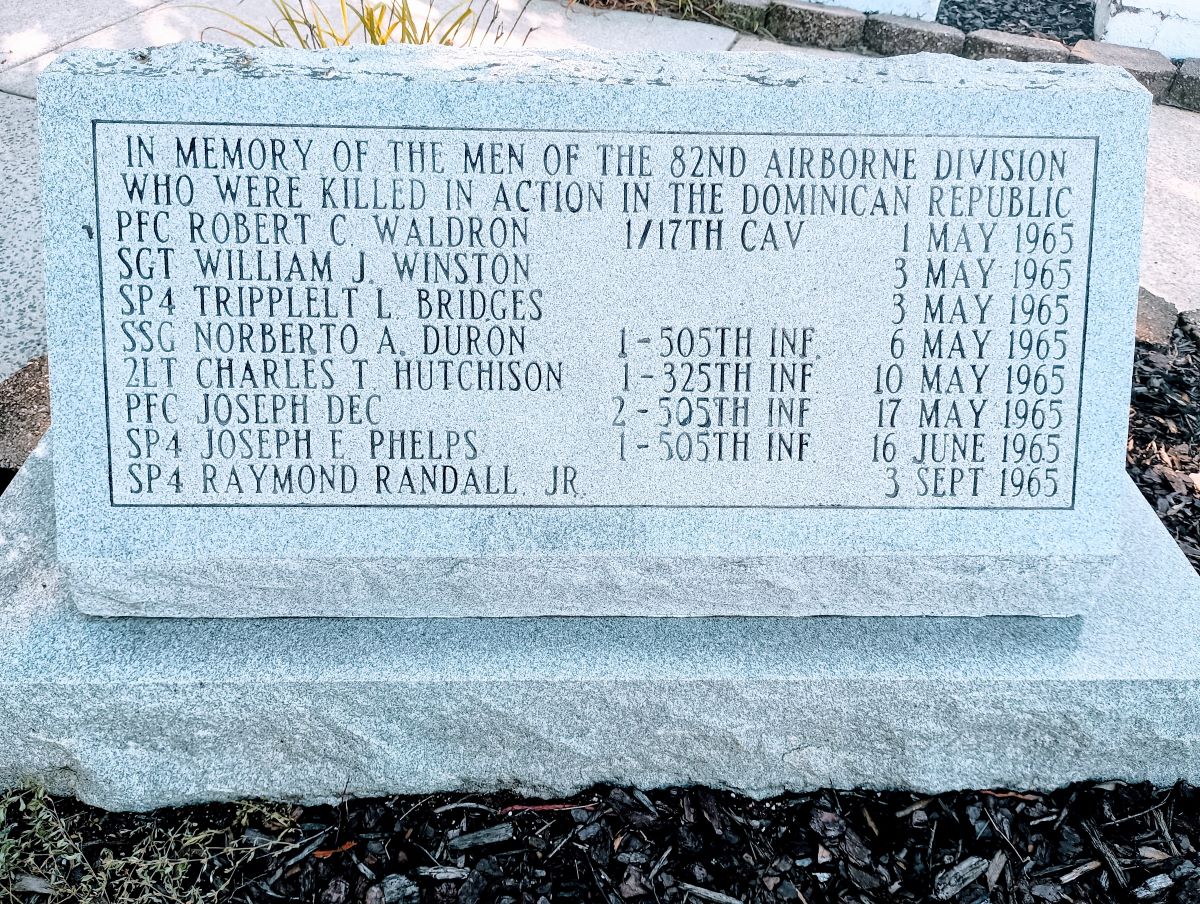 IN MEMORY OF THE MEN OF THE 82ND AIRBORNE DIVISION
WHO WERE KILLED IN ACTION IN THE DOMINICAN REPUBLIC
PFC ROBERT C. WALDRON 1/17TH CAV 1 MAY 1965
SGT WILLIAM J. WINSTON 3 MAY 1965
SP4 TRIPPLELT L. BRIDGES 3 MAY 1965
SSG NORBERTO A. DURON 1-505TH INF. 6 MAY 1965
2LT CHARLES T. HUTCHISON 1-325TH INF. 10 MAY 1965
PFC JOSEPH DEC 2-505TH INF. 17 MAY 1965
SP4 JOSEPH E. PHELPS 1-505TH INF. 16 JUNE 1965
SP4 RAYMOND RANDALL, JR. 3 SEPT 1965